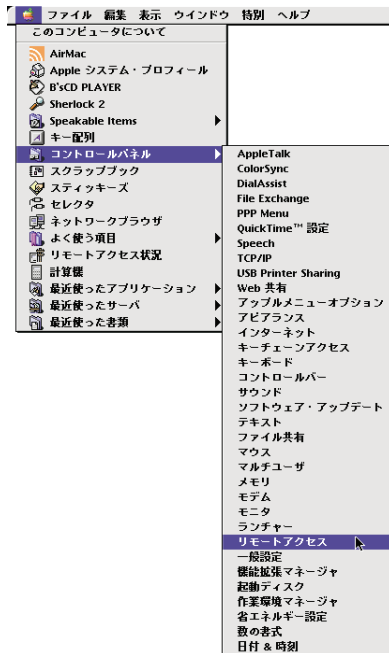 ファイル 編集 表示 ウインドウ 特別 ヘルプ
このコンピュータについて
AirMac
Apple システム・プロフィール
B'sCD PLAYER
Sherlock 2
Speakable Items
キー配列
コントロールパネル
スクラップブック
スティッキーズ
セレクタ
ネットワークブラウザ
よく使う項目
リモートアクセス状況
計算機
最近使ったアプリケーション
最近使ったサーバ
最近使った書類
AppleTalk
ColorSync
DialAssist
File Exchange
PPP Menu
QuickTime™ 設定
Speech
TCP/IP
USB Printer Sharing
Web 共有
アップルメニューオプション
アピアランス
インターネット
キーチェーンアクセス
キーボード
コントロールバー
サウンド
ソフトウェア・アップデート
テキスト
ファイル共有
マウス
マルチユーザ
メモリ
モデム
モニタ
ランチャー
リモートアクセス
一般設定
機能拡張マネージャ
起動ディスク
作業環境マネージャ
省エネルギー設定
数の書式
日付 & 時刻